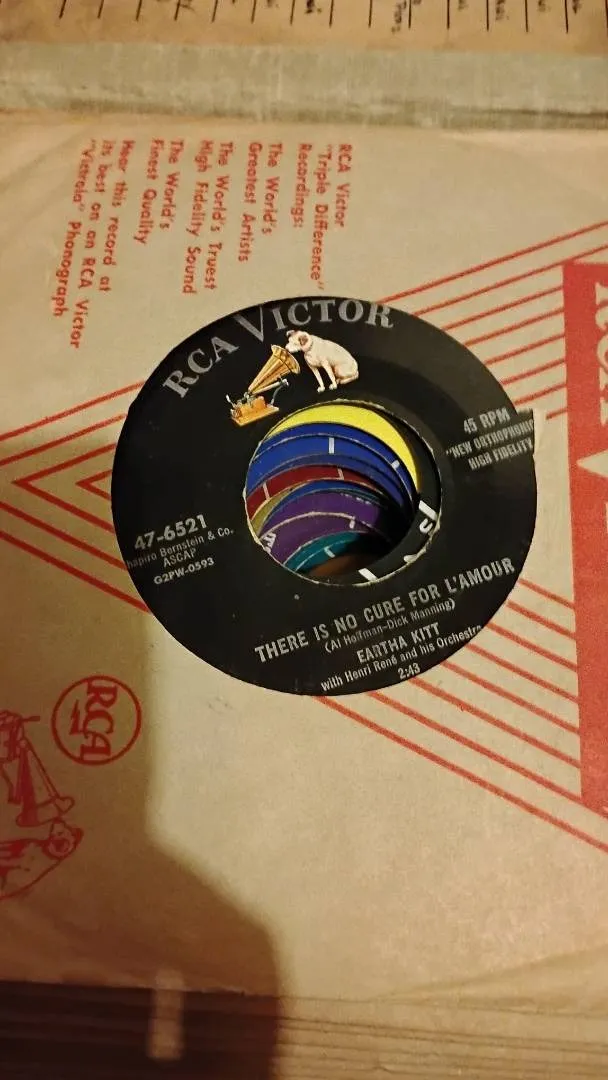 RCA Victor
"Triple Difference"
Recordings:
The World's
Greatest Artists
The World's Truest
High Fidelity Sound
The World's
Finest Quality
Hear this record at
its best on an RCA Victor
"Victrola" Phonograph
RCA VICTOR
45 RPM
"NEW ORTHOPHONIC
HIGH FIDELITY
47-6521
hapiro Bernstein & Co.
ASCAP
G2PW-0593
THERE IS NO CURE FOR L'AMOUR
(Al Hoffman-Dick Manning)
EARTHA KITT
with Henri René and his Orchestra
2:43
RCA